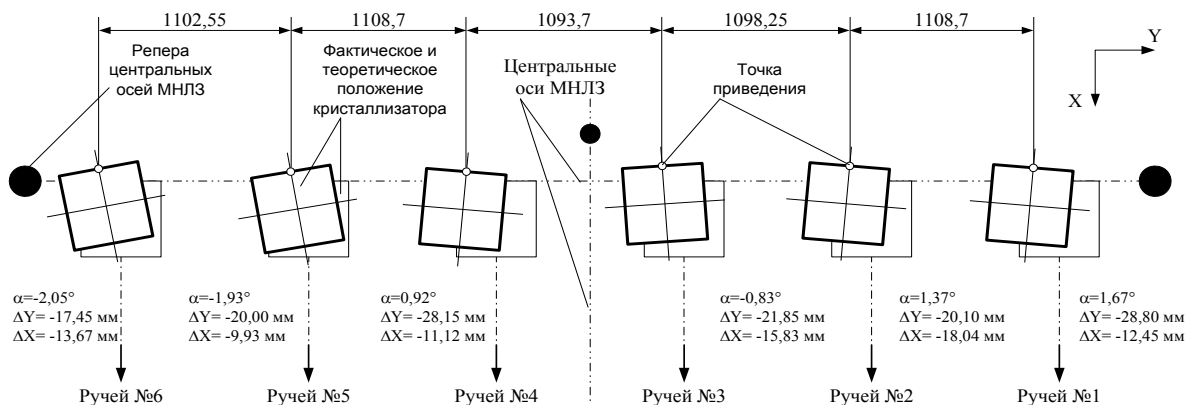 1102,55
1108,7
1093,7
1098,25
1108,7
Репера
центральных
осей МНЛЗ
Фактическое и
теоретическое
положение
кристаллизатора
Центральные
оси МНЛЗ
Точка
приведения
Y
X
α=-2,05°
ΔY= -17,45 мм
ΔX= -13,67 мм
α=-1,93°
ΔY= -20,00 мм
ΔX= -9,93 мм
α=0,92°
ΔY= -28,15 мм
ΔX= -11,12 мм
α=-0,83°
ΔY= -21,85 мм
ΔX= -15,83 мм
α=1,37°
ΔY= -20,10 мм
ΔX= -18,04 мм
α=1,67°
ΔY= -28,80 мм
ΔX= -12,45 мм
Ручей №6
Ручей №5
Ручей №4
Ручей №3
Ручей №2
Ручей №1